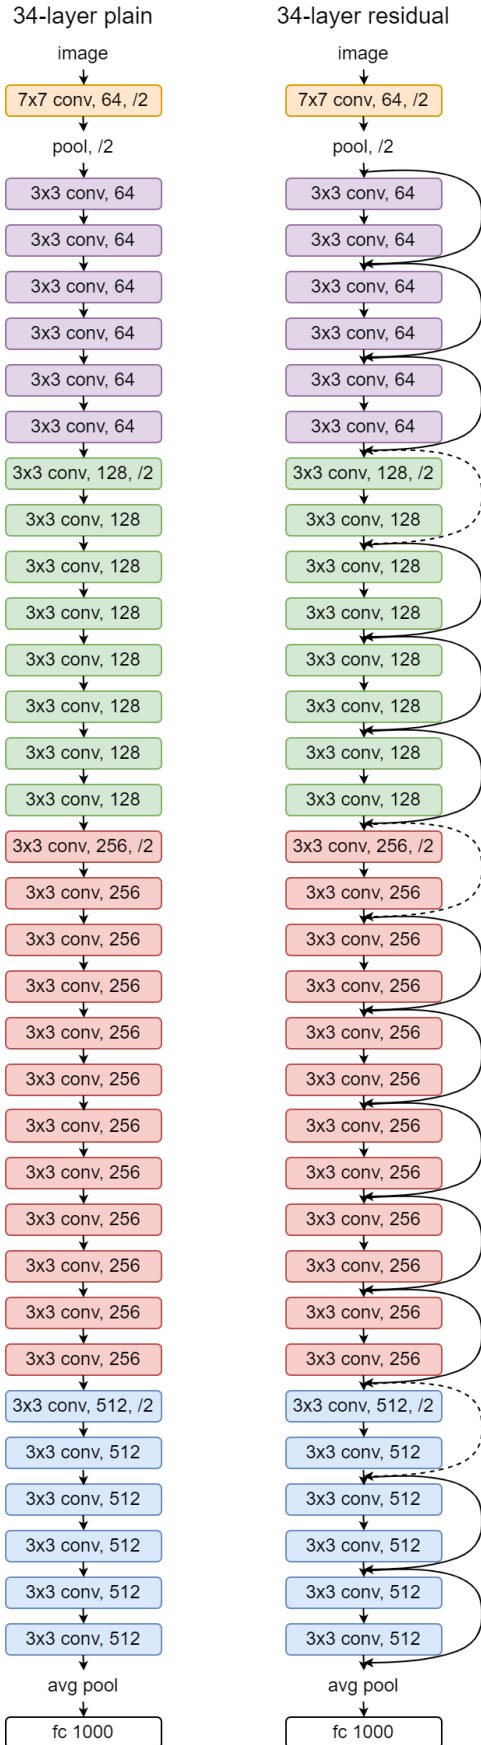 34-layer plain
image
7x7 conv, 64, /2
pool, /2
3x3 conv, 64
3x3 conv, 64
3x3 conv, 64
3x3 conv, 64
3x3 conv, 64
3x3 conv, 64
3x3 conv, 128, /2
3x3 conv, 128
3x3 conv, 128
3x3 conv, 128
3x3 conv, 128
3x3 conv, 128
3x3 conv, 128
3x3 conv, 128
3x3 conv, 256, /2
3x3 conv, 256
3x3 conv, 256
3x3 conv, 256
3x3 conv, 256
3x3 conv, 256
3x3 conv, 256
3x3 conv, 256
3x3 conv, 256
3x3 conv, 256
3x3 conv, 256
3x3 conv, 256
3x3 conv, 512, /2
3x3 conv, 512
3x3 conv, 512
3x3 conv, 512
3x3 conv, 512
3x3 conv, 512
avg pool
fc 1000
34-layer residual
image
7x7 conv, 64, /2
pool, /2
3x3 conv, 64
3x3 conv, 64
3x3 conv, 64
3x3 conv, 64
3x3 conv, 64
3x3 conv, 64
3x3 conv, 128, /2
3x3 conv, 128
3x3 conv, 128
3x3 conv, 128
3x3 conv, 128
3x3 conv, 128
3x3 conv, 128
3x3 conv, 128
3x3 conv, 256, /2
3x3 conv, 256
3x3 conv, 256
3x3 conv, 256
3x3 conv, 256
3x3 conv, 256
3x3 conv, 256
3x3 conv, 256
3x3 conv, 256
3x3 conv, 256
3x3 conv, 256
3x3 conv, 256
3x3 conv, 512, /2
3x3 conv, 512
3x3 conv, 512
3x3 conv, 512
3x3 conv, 512
3x3 conv, 512
avg pool
fc 1000